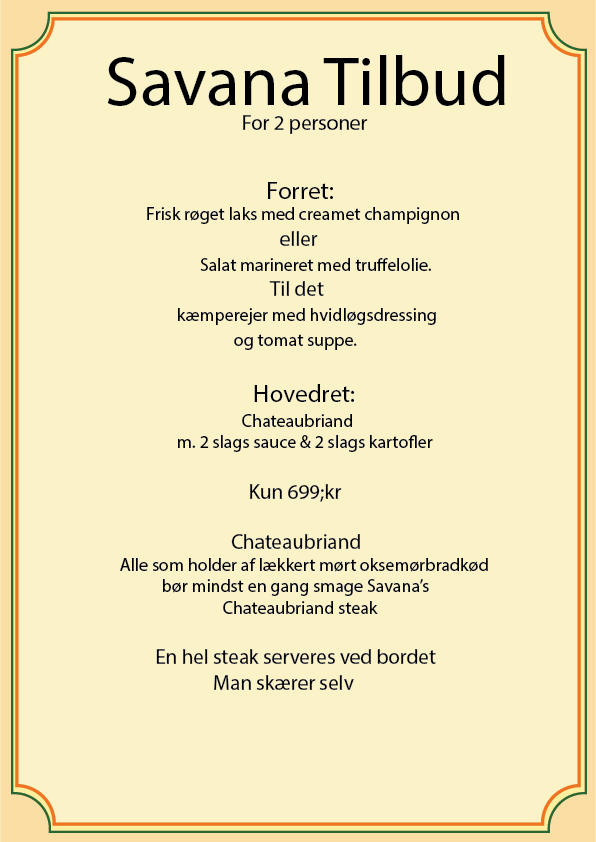 Savana Tilbud
For 2 personer
Forret:
Frisk røget laks med creamet champignon
eller
Salat marineret med truffelolie.
Til det
kæmperejer med hvidløgsdressing
og tomat suppe.
Hovedret:
Chateaubriand
m. 2 slags sauce & 2 slags kartofler
Kun 699;kr
Chateaubriand
Alle som holder af lækkert mørt oksemørbradkød
bør mindst en gang smage Savana’s
Chateaubriand steak
En hel steak serveres ved bordet
Man skærer selv